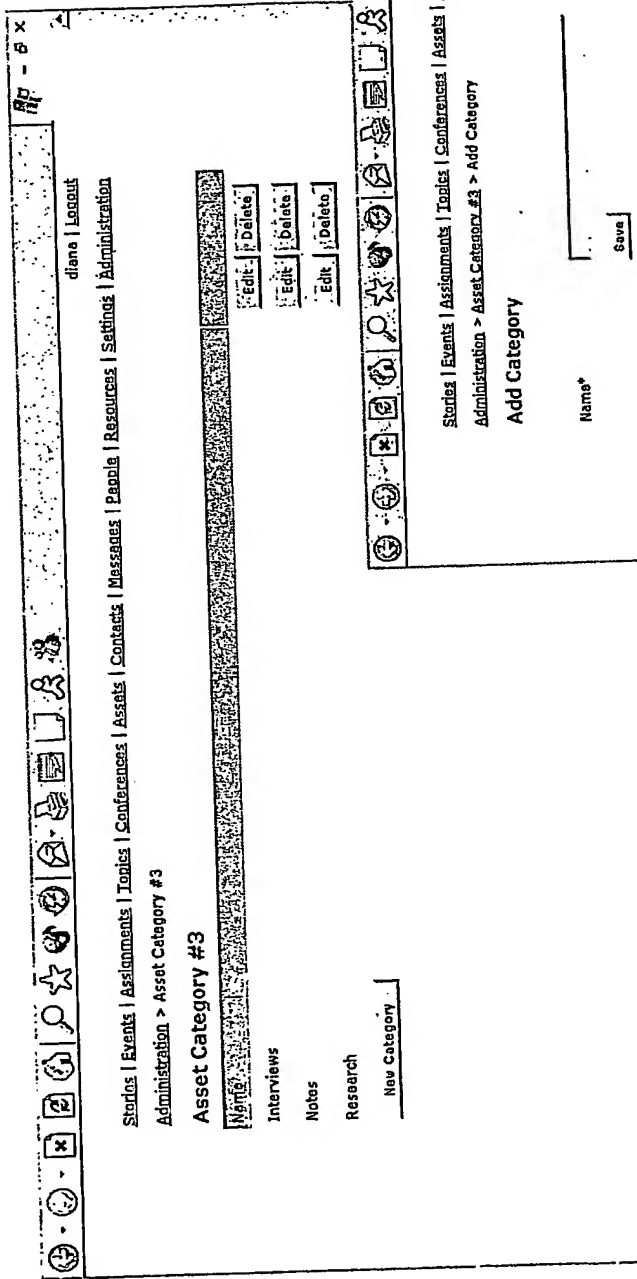 diana | Logout
Stories | Events | Assignments | Topics | Conferences | Assets | Contacts | Messages | People | Resources | Settings | Administration
Administration > Asset Category #3
Asset Category #3
Name
Interviews Edit Delete
Notes Edit Delete
Research Edit Delete
New Category
Stories | Events | Assignments | Topics | Conferences | Assets |
Administration > Asset Category #3 > Add Category
Add Category
Name*
Save